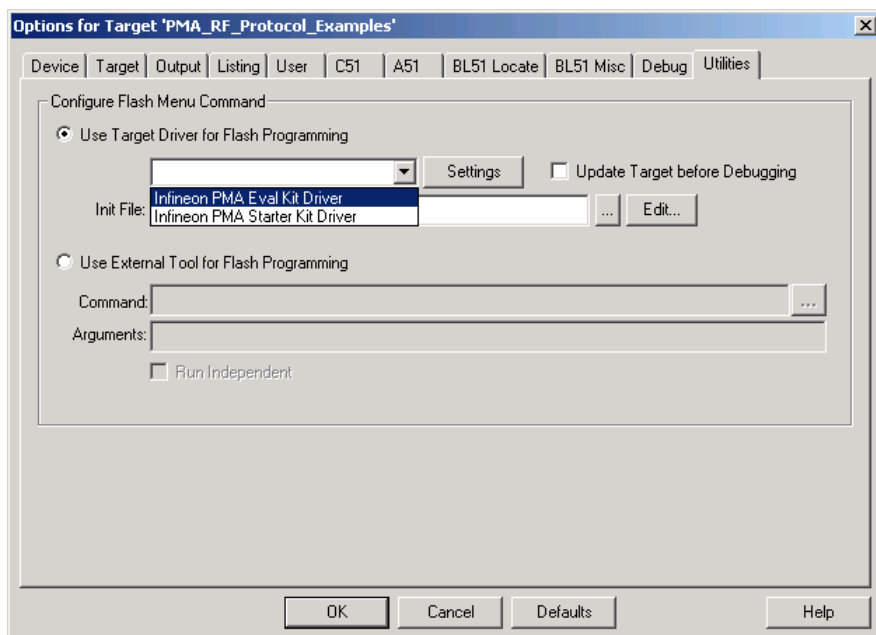 Options for Target 'PMA_RF_Protocol_Examples'
Device Target Output Listing User C51 A51 BL51 Locate BL51 Misc Debug Utilities
Configure Flash Menu Command
Use Target Driver for Flash Programming
Settings Update Target before Debugging
Infineon PMA Eval Kit Driver
Init File: ... Edit...
Infineon PMA Starter Kit Driver
Use External Tool for Flash Programming
Command: ...
Arguments:
Run Independent
OK Cancel Defaults Help